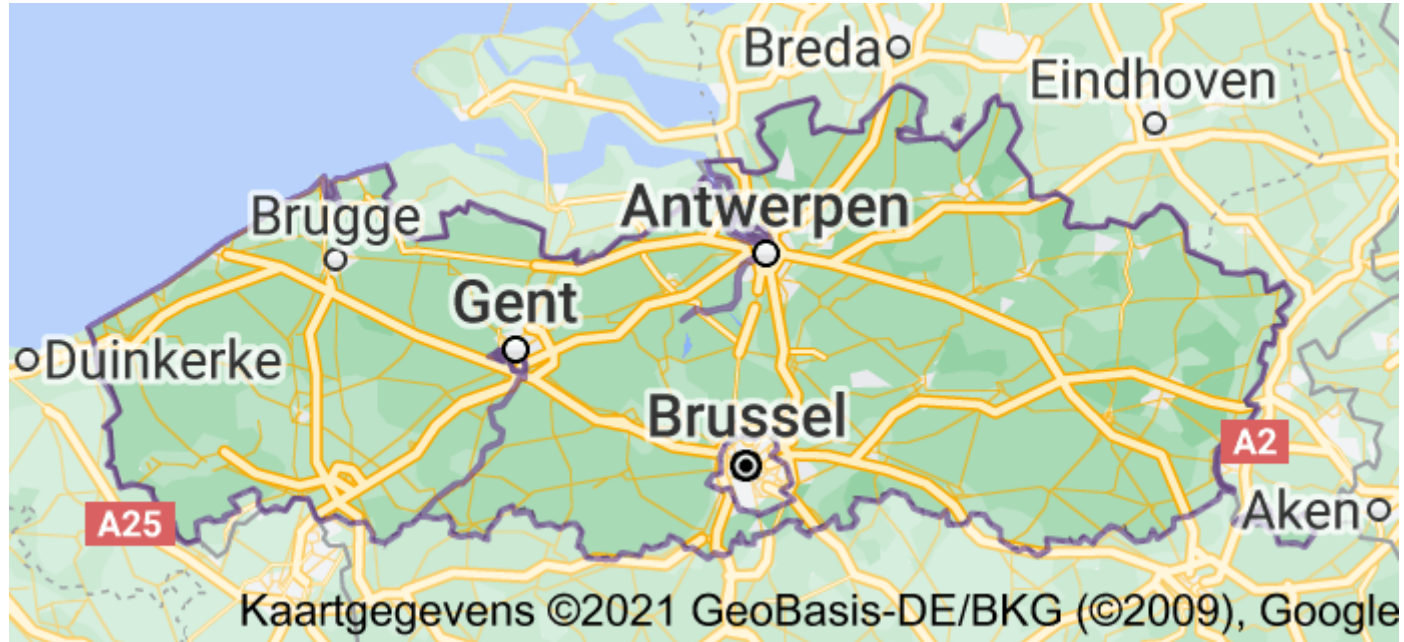 Breda
Eindhoven
Antwerpen
Brugge
Gent
Duinkerke
Brussel
A2
Aken
A25
Kaartgegevens ©2021 GeoBasis-DE/BKG (©2009), Google